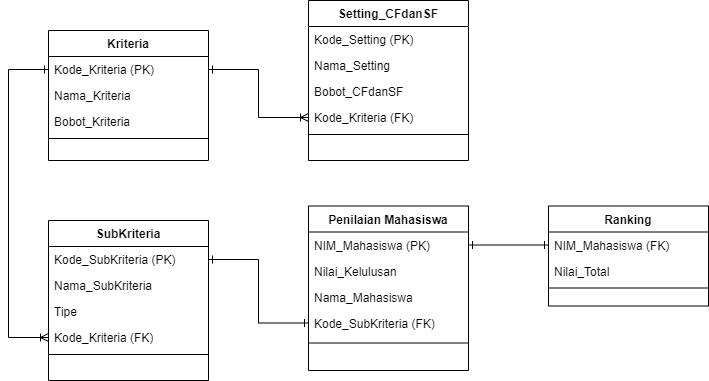 Kriteria
Kode_Kriteria (PK)
Nama_Kriteria
Bobot_Kriteria
Setting_CFdanSF
Kode_Setting (PK)
Nama_Setting
Bobot_CFdanSF
Kode_Kriteria (FK)
SubKriteria
Kode_SubKriteria (PK)
Nama_SubKriteria
Tipe
Kode_Kriteria (FK)
Penilaian Mahasiswa
NIM_Mahasiswa (PK)
Nilai_Kelulusan
Nama_Mahasiswa
Kode_SubKriteria (FK)
Ranking
NIM_Mahasiswa (FK)
Nilai_Total